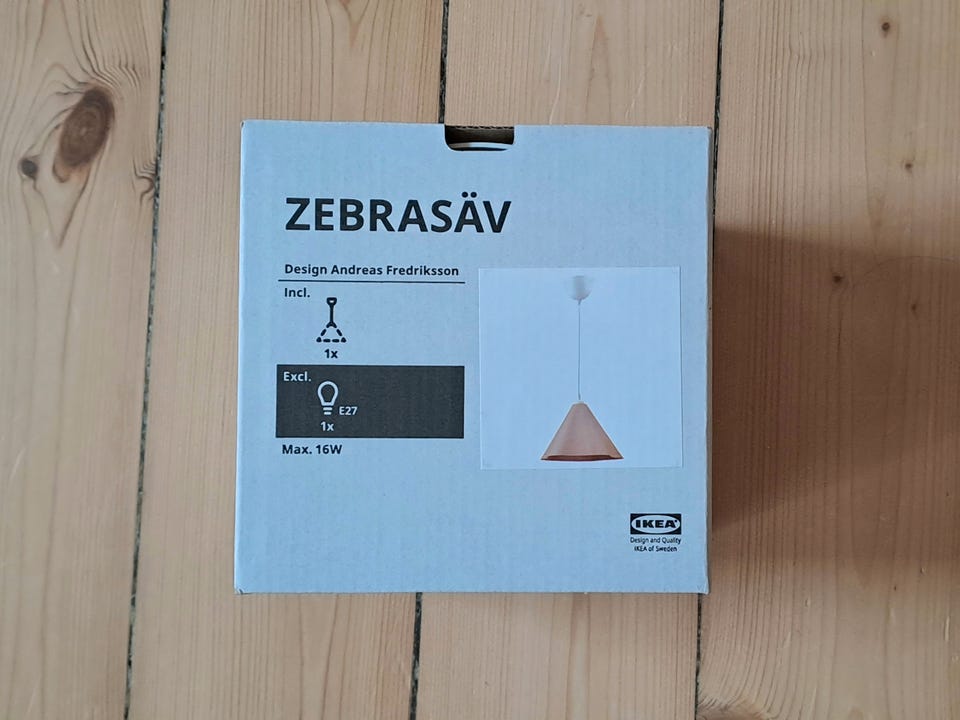 ZEBRASÄV
Design Andreas Fredriksson
Incl.
1x
Excl.
E27
1x
Max. 16W
IKEA
Design and Quality
IKEA of Sweden